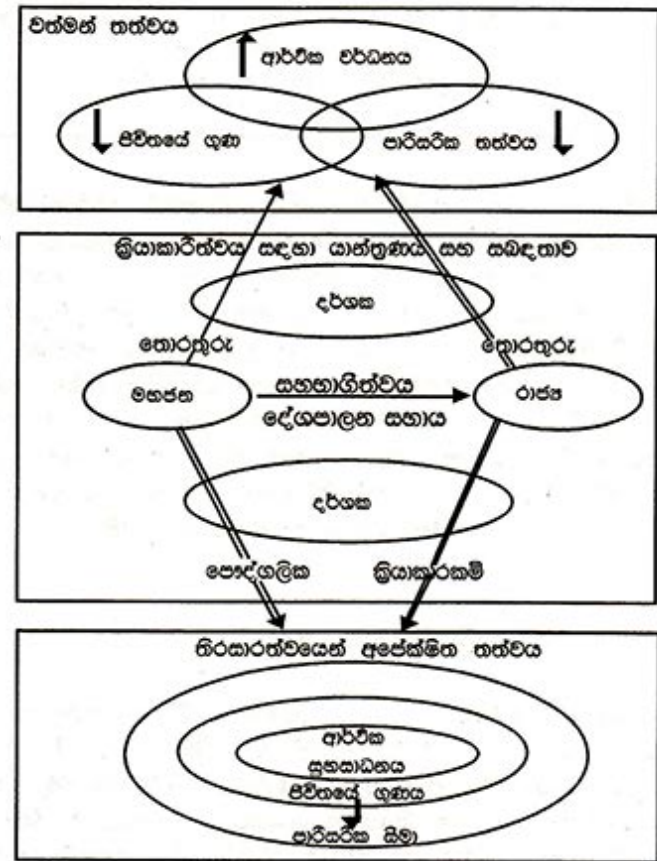 වත්මන් තත්වය
ආර්ථික වර්ධනය
ජීවිතයේ ගුණ
පාරිසරික තත්වය
ක්‍රියාකාරිත්වය සඳහා යාන්ත්‍රණය සහ සබඳතාව
දර්ශක
තොරතුරු
තොරතුරු
මහජන
සහභාගීත්වය
දේශපාලන සහාය
රාජ්‍ය
දර්ශක
පෞද්ගලික
ක්‍රියාකාරකම්
තිරසාරත්වයෙන් අපේක්ෂිත තත්වය
ආර්ථික
සුභසාධනය
ජීවිතයේ ගුණය
පාරිසරික සීමා